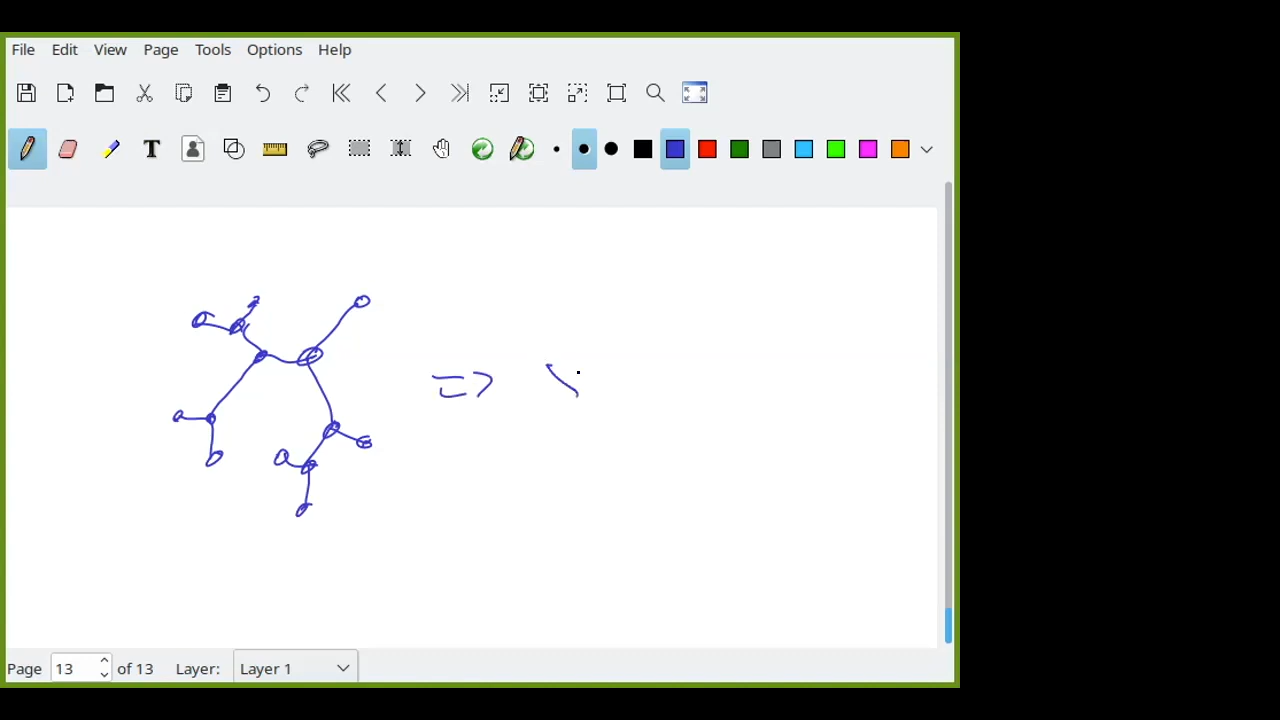 File Edit View Page Tools Options Help
T
=>
Page 13 of 13 Layer: Layer 1